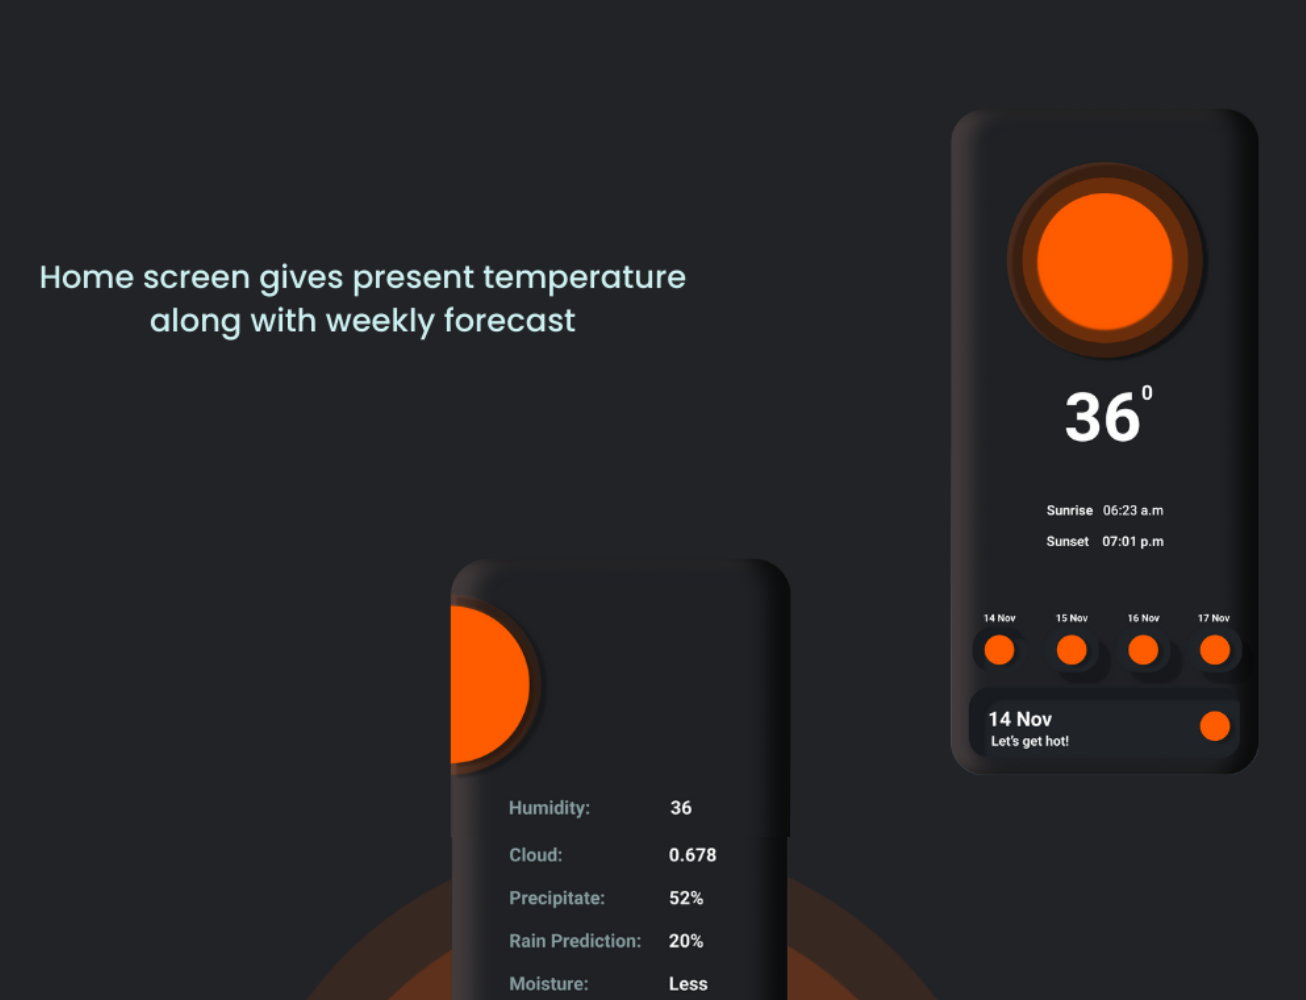 Home screen gives present temperature
along with weekly forecast
36⁰
Sunrise 06:23 a.m
Sunset 07:01 p.m
14 Nov 15 Nov 16 Nov 17 Nov
14 Nov
Let's get hot!
Humidity: 36
Cloud: 0.678
Precipitate: 52%
Rain Prediction: 20%
Moisture: Less